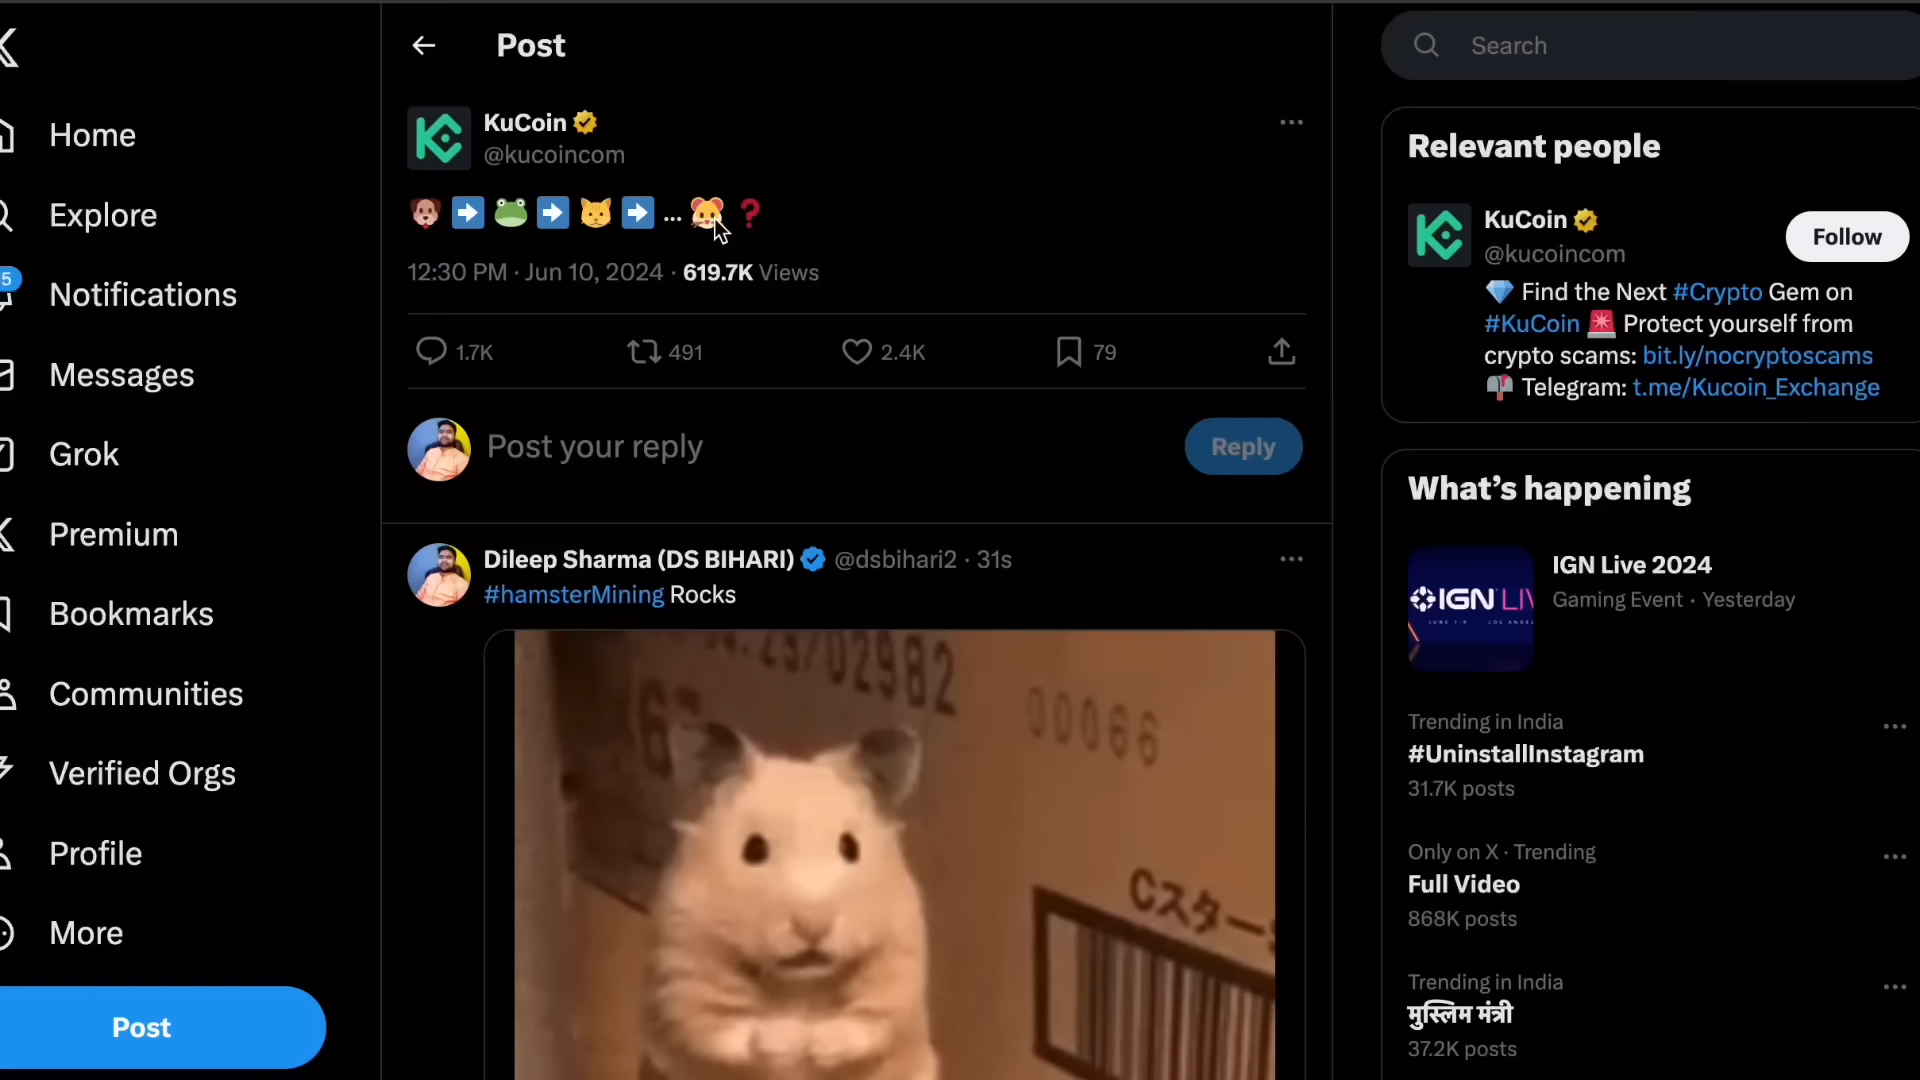 Home
Explore
5
Notifications
Messages
Grok
Premium
Bookmarks
Communities
Verified Orgs
Profile
More
Post
Post
KuCoin
@kucoincom
🐶 ➡️ 🐸 ➡️ 🐱 ➡️ ... 🐹 ❓
12:30 PM · Jun 10, 2024 · 619.7K Views
1.7K 491 2.4K 79
Post your reply
Reply
Dileep Sharma (DS BIHARI) @dsbihari2 · 31s
#hamsterMining Rocks
00066
Search
Relevant people
KuCoin
@kucoincom
Follow
💎 Find the Next #Crypto Gem on
#KuCoin 🚨 Protect yourself from
crypto scams: bit.ly/nocryptoscams
📬 Telegram: t.me/Kucoin_Exchange
What's happening
IGN LIV
IGN Live 2024
Gaming Event · Yesterday
Trending in India
#UninstallInstagram
31.7K posts
Only on X · Trending
Full Video
868K posts
Trending in India
मुस्लिम मंत्री
37.2K posts